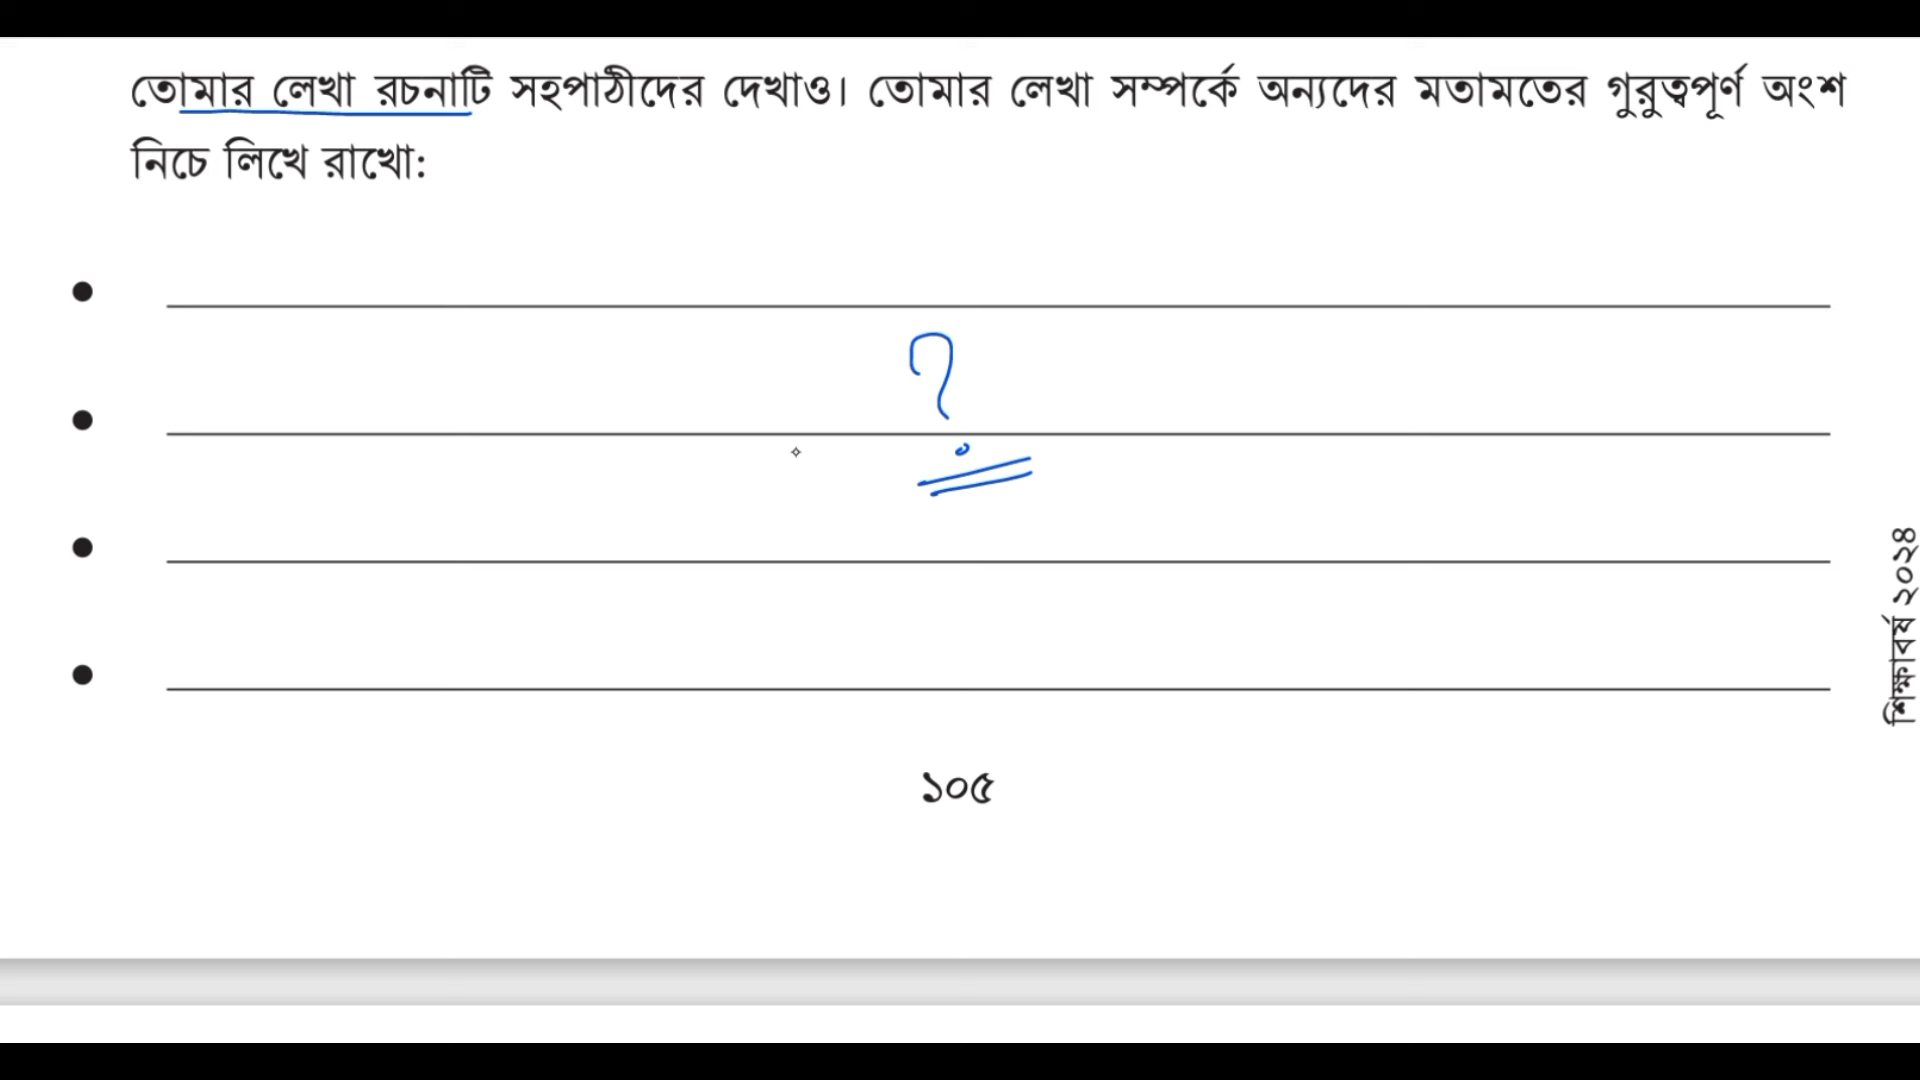 তোমার লেখা রচনাটি সহপাঠীদের দেখাও। তোমার লেখা সম্পর্কে অন্যদের মতামতের গুরুত্বপূর্ণ অংশ
নিচে লিখে রাখো:
?
শিক্ষাবর্ষ ২০২৪
১০৫